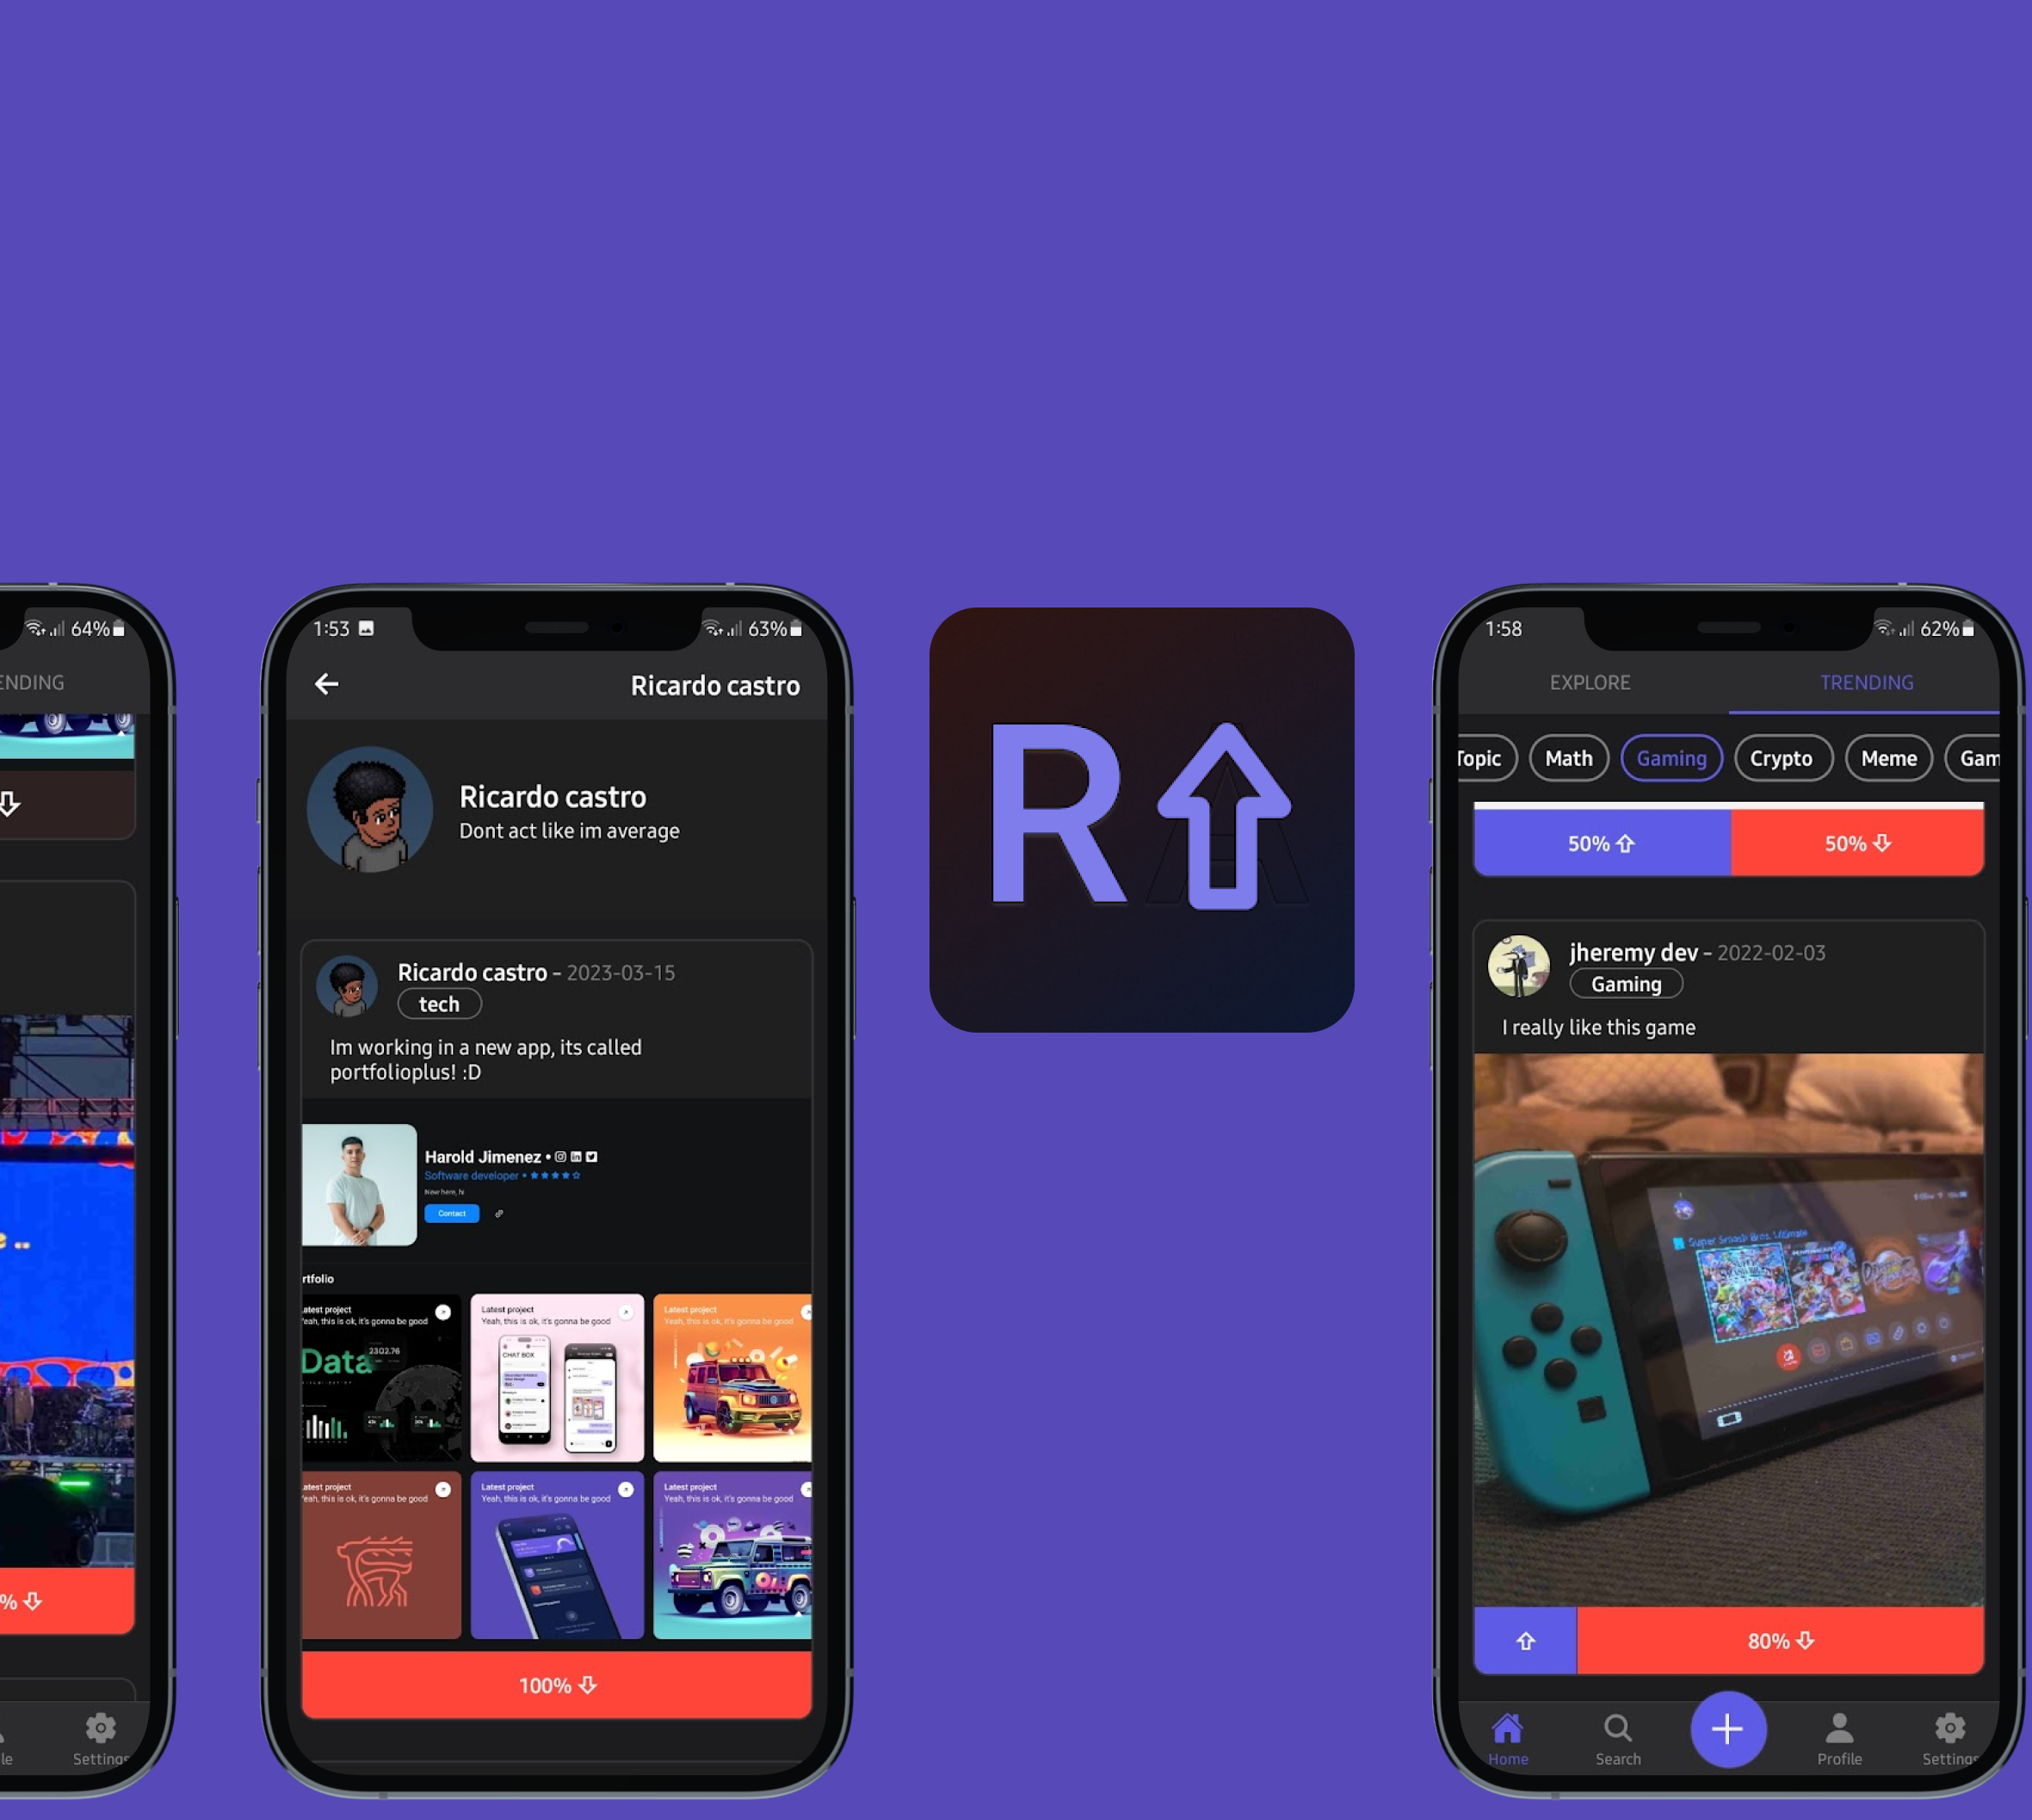 64%
ENDING
%
le
Settings
1:53
63%
Ricardo castro
Ricardo castro
Dont act like im average
Ricardo castro - 2023-03-15
tech
Im working in a new app, its called
portfolioplus! :D
Harold Jimenez •
Software developer •
New here, hi
Contact
rtfolio
atest project
Yeah, this is ok, it's gonna be good
Data
2302.76
Latest project
Yeah, this is ok, it's gonna be good
CHAT BOX
Latest project
Yeah, this is ok, it's gonna be good
atest project
Yeah, this is ok, it's gonna be good
Latest project
Yeah, this is ok, it's gonna be good
Latest project
Yeah, this is ok, it's gonna be good
100%
R
1:58
62%
EXPLORE
TRENDING
Topic
Math
Gaming
Crypto
Meme
Gam
50%
50%
jheremy dev - 2022-02-03
Gaming
I really like this game
Super Smash Bros. Ultimate
80%
Home
Search
Profile
Settings